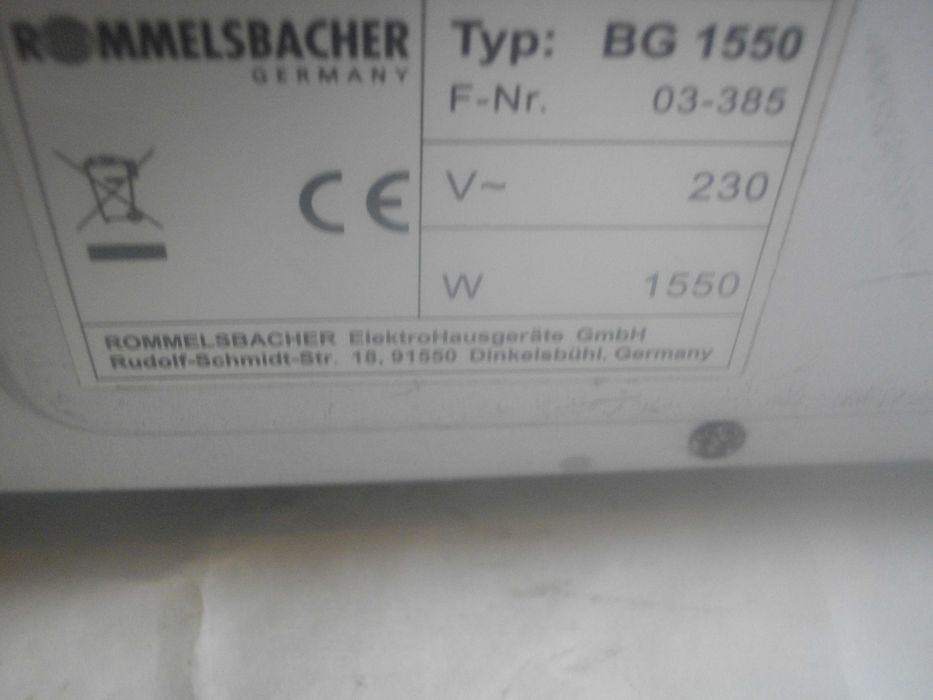 ROMMELSBACHER
GERMANY
Typ: BG 1550
F-Nr. 03-385
V~ 230
CE
W 1550
ROMMELSBACHER ElektroHausgeräte GmbH
Rudolf-Schmidt-Str. 18, 91550 Dinkelsbühl, Germany